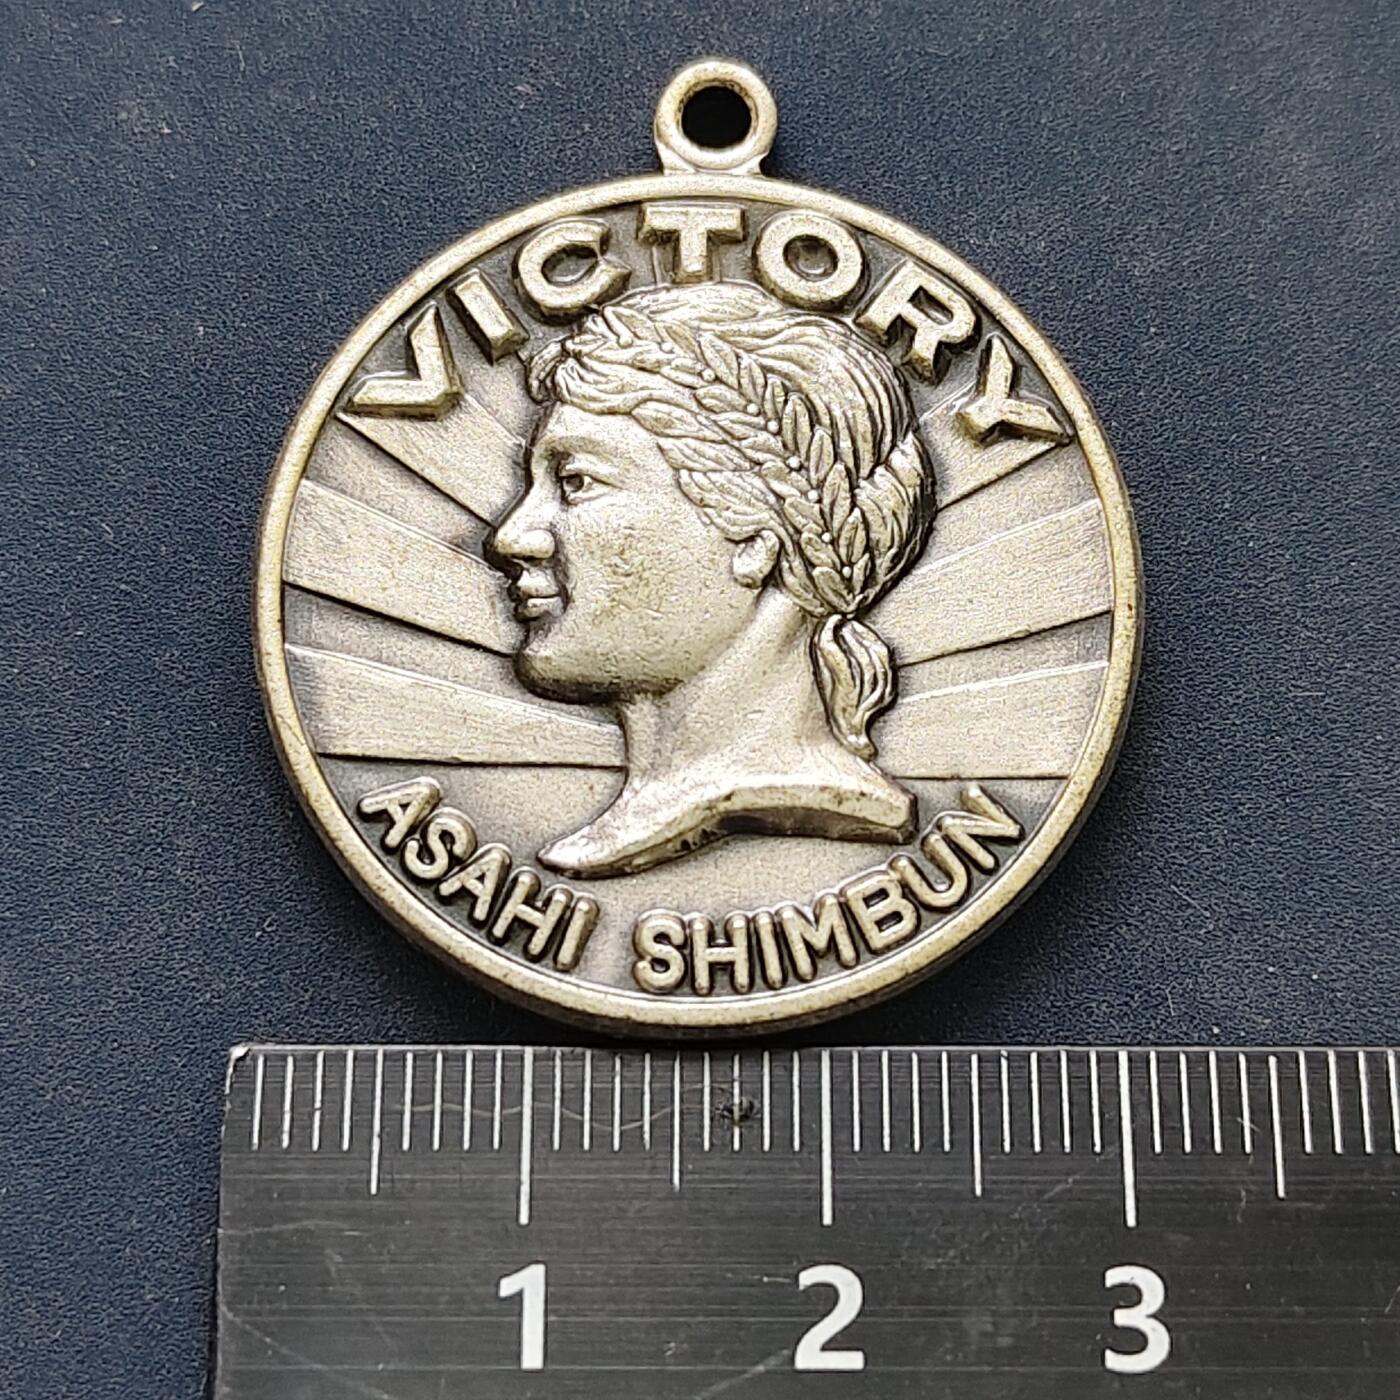 VICTORY
ASAHI SHIMBUN
1 2 3